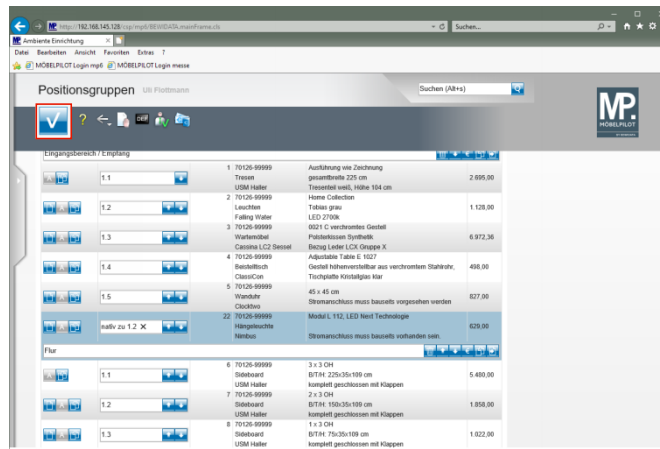 http://192.168.145.128/csp/mp6/BEWIDATA.mainFrame.cls
Suchen...
Ambiente Einrichtung
Datei Bearbeiten Ansicht Favoriten Extras ?
MÖBELPILOT Login mp6 MÖBELPILOT Login messe
Positionsgruppen Uli Flottmann
Suchen (Alt+s)
MP.
MÖBELPILOT
?
DEF
Eingangsbereich / Empfang
1 70126-99999 Ausführung wie Zeichnung
1.1 Tresen gesamtbreite 225 cm 2.695,00
USM Haller Tresenteil weiß, Höhe 104 cm
2 70126-99999 Home Collection
1.2 Leuchten Tobias grau 1.128,00
Falling Water LED 2700k
3 70126-99999 0021 C verchromtes Gestell
1.3 Wartemöbel Polsterkissen Synthetik 6.972,36
Cassina LC2 Sessel Bezug Leder LCX Gruppe X
4 70126-99999 Adjustable Table E 1027
1.4 Beistelltisch Gestell höhenverstellbar aus verchromtem Stahlrohr, 498,00
ClassiCon Tischplatte Kristallglas klar
5 70126-99999 45 x 45 cm
1.5 Wanduhr Stromanschluss muss bauseits vorgesehen werden 827,00
Clocktwo
22 70126-99999 Modul L 112, LED Next Technologie
nativ zu 1.2 Hängeleuchte 629,00
Nimbus Stromanschluss muss bauseits vorhanden sein.
Flur
6 70126-99999 3 x 3 OH
1.1 Sideboard B/T/H: 225x35x109 cm 5.480,00
USM Haller komplett geschlossen mit Klappen
7 70126-99999 2 x 3 OH
1.2 Sideboard B/T/H: 150x35x109 cm 1.858,00
USM Haller komplett geschlossen mit Klappen
8 70126-99999 1 x 3 OH
1.3 Sideboard B/T/H: 75x35x109 cm 1.022,00
USM Haller komplett geschlossen mit Klappen